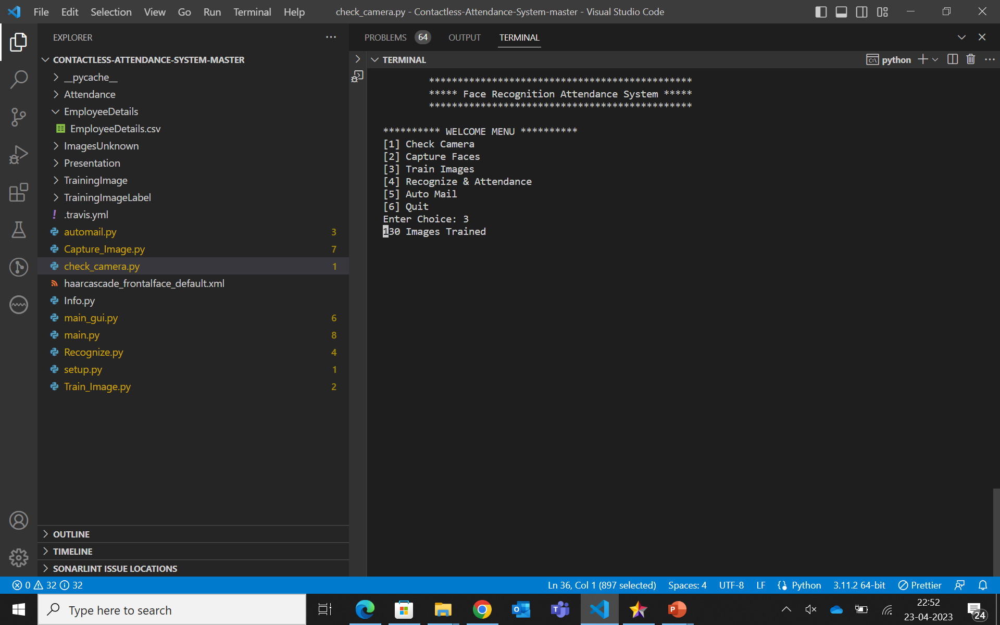 File Edit Selection View Go Run Terminal Help
check_camera.py - Contactless-Attendance-System-master - Visual Studio Code
EXPLORER
CONTACTLESS-ATTENDANCE-SYSTEM-MASTER
__pycache__
Attendance
EmployeeDetails
EmployeeDetails.csv
ImagesUnknown
Presentation
TrainingImage
TrainingImageLabel
! .travis.yml
automail.py 3
Capture_Image.py 7
check_camera.py 1
haarcascade_frontalface_default.xml
Info.py
main_gui.py 6
main.py 8
Recognize.py 4
setup.py 1
Train_Image.py 2
OUTLINE
TIMELINE
SONARLINT ISSUE LOCATIONS
PROBLEMS 64 OUTPUT TERMINAL
TERMINAL
python
**********************************************
***** Face Recognition Attendance System *****
**********************************************
********** WELCOME MENU **********
[1] Check Camera
[2] Capture Faces
[3] Train Images
[4] Recognize & Attendance
[5] Auto Mail
[6] Quit
Enter Choice: 3
130 Images Trained
0 32 32
Ln 36, Col 1 (897 selected) Spaces: 4 UTF-8 LF Python 3.11.2 64-bit Prettier
Type here to search
22:52
23-04-2023
24